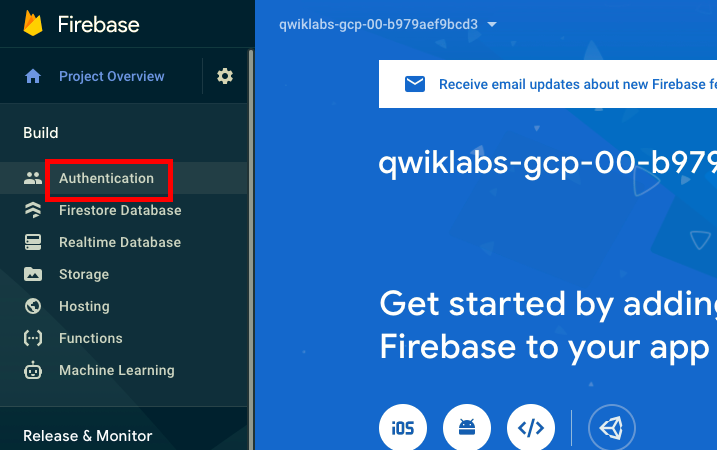 Firebase
qwiklabs-gcp-00-b979aef9bcd3
Project Overview
Receive email updates about new Firebase
Build
qwiklabs-gcp-00-b979
Authentication
Firestore Database
Realtime Database
Storage
Hosting
Functions
Machine Learning
Get started by adding
Firebase to your app
iOS
Release & Monitor